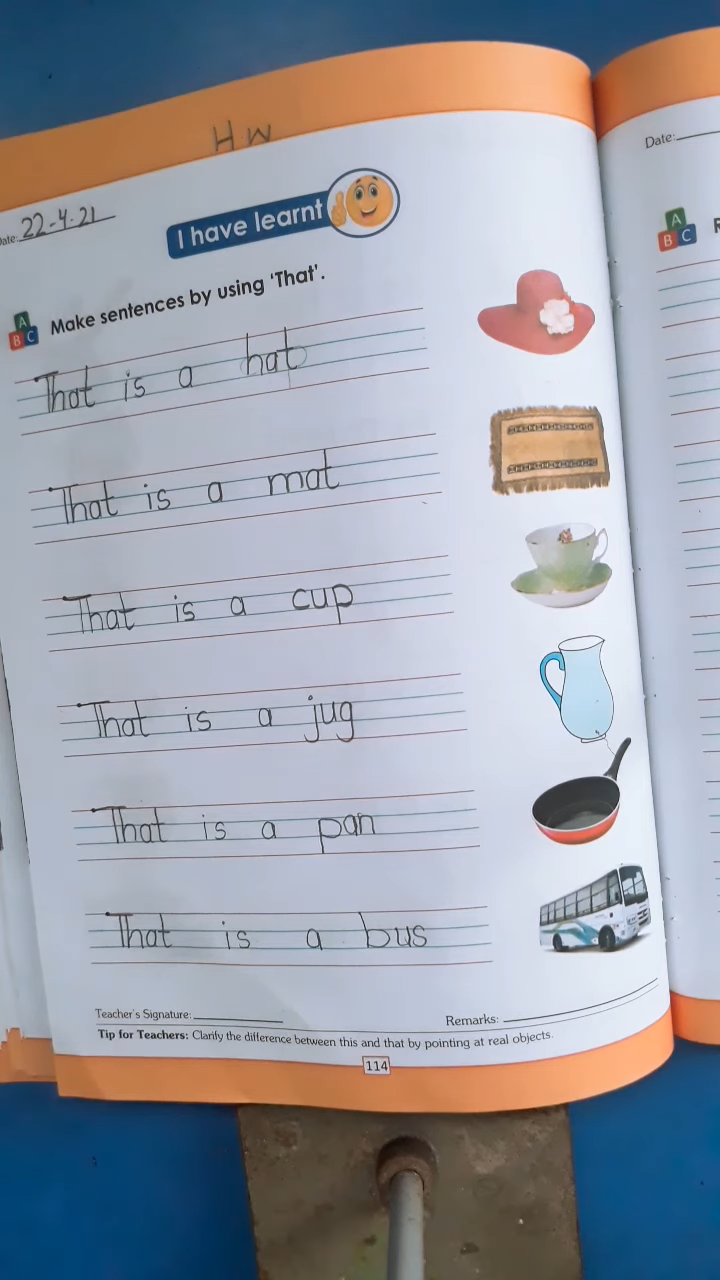 H W
Date: 22-4-21
I have learnt
A B C Make sentences by using 'That'.
That is a hat
That is a mat
That is a cup
That is a jug
That is a pan
That is a bus
Teacher's Signature:
Remarks:
Tip for Teachers: Clarify the difference between this and that by pointing at real objects.
114
Date:
A B C